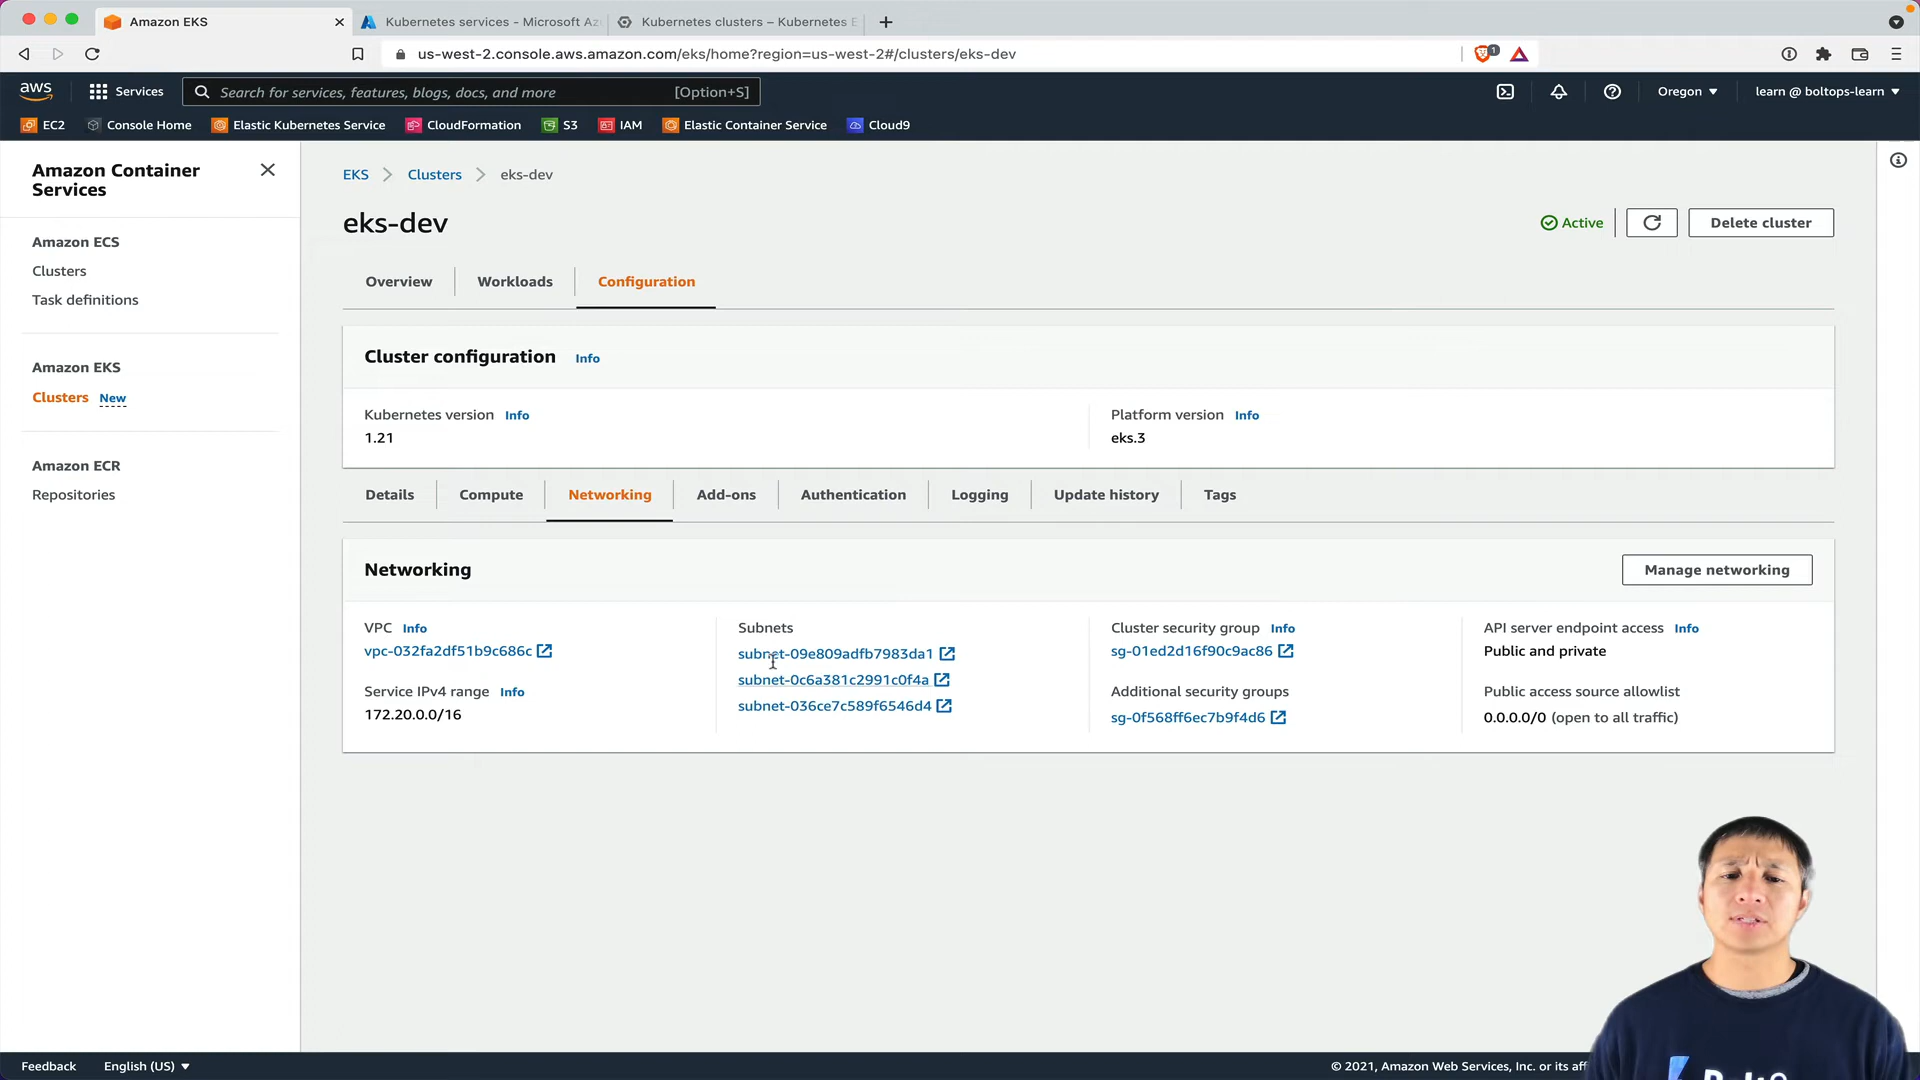 Amazon EKS
Kubernetes services - Microsoft Az
Kubernetes clusters – Kubernetes E
us-west-2.console.aws.amazon.com/eks/home?region=us-west-2#/clusters/eks-dev
1
aws
Services
Search for services, features, blogs, docs, and more
[Option+S]
Oregon
learn @ boltops-learn
EC2
Console Home
Elastic Kubernetes Service
CloudFormation
S3
IAM
Elastic Container Service
Cloud9
Amazon Container
Services
Amazon ECS
Clusters
Task definitions
Amazon EKS
Clusters New
Amazon ECR
Repositories
EKS > Clusters > eks-dev
eks-dev
Active
Delete cluster
Overview
Workloads
Configuration
Cluster configuration Info
Kubernetes version Info
1.21
Platform version Info
eks.3
Details
Compute
Networking
Add-ons
Authentication
Logging
Update history
Tags
Networking
Manage networking
VPC Info
vpc-032fa2df51b9c686c
Service IPv4 range Info
172.20.0.0/16
Subnets
subnet-09e809adfb7983da1
subnet-0c6a381c2991c0f4a
subnet-036ce7c589f6546d4
Cluster security group Info
sg-01ed2d16f90c9ac86
Additional security groups
sg-0f568ff6ec7b9f4d6
API server endpoint access Info
Public and private
Public access source allowlist
0.0.0.0/0 (open to all traffic)
Feedback
English (US)
© 2021, Amazon Web Services, Inc. or its aff